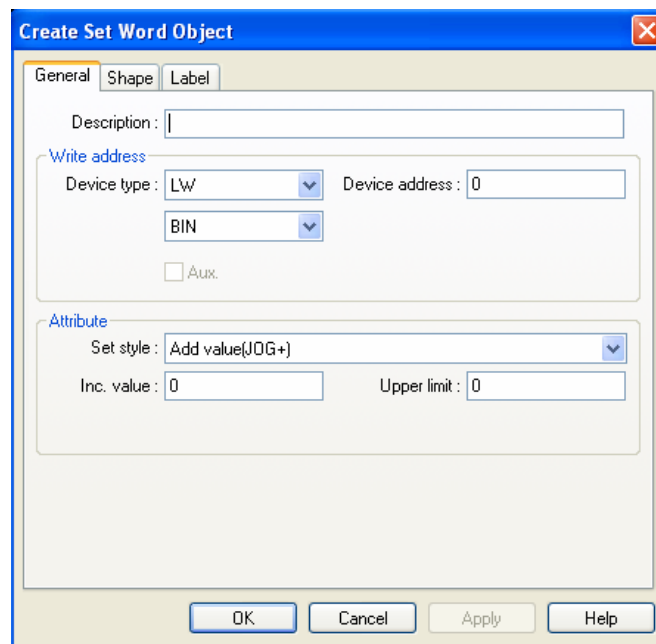 Create Set Word Object
General Shape Label
Description :
Write address
Device type : LW Device address : 0
BIN
Aux.
Attribute
Set style : Add value(JOG+)
Inc. value : 0 Upper limit : 0
OK Cancel Apply Help